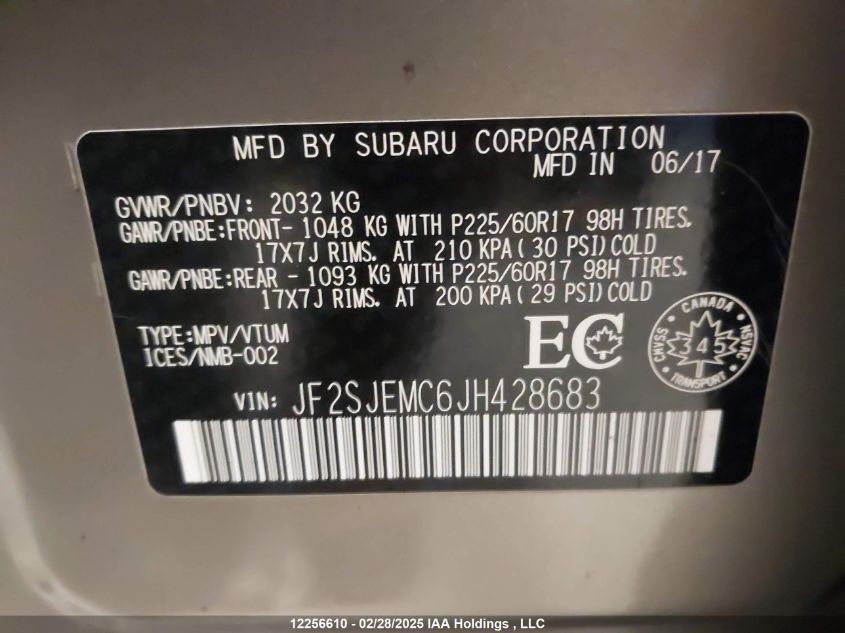 MFD BY SUBARU CORPORATION
MFD IN 06/17
GVWR/PNBV: 2032 KG
GAWR/PNBE:FRONT- 1048 KG WITH P225/60R17 98H TIRES.
17X7J RIMS. AT 210 KPA( 30 PSI)COLD
GAWR/PNBE:REAR - 1093 KG WITH P225/60R17 98H TIRES.
17X7J RIMS. AT 200 KPA( 29 PSI)COLD
TYPE:MPV/VTUM
ICES/NMB-002
EC
CANADA
CMVSS
NSVAC
345
TRANSPORT
VIN: JF2SJEMC6JH428683
12256610 - 02/28/2025 IAA Holdings , LLC